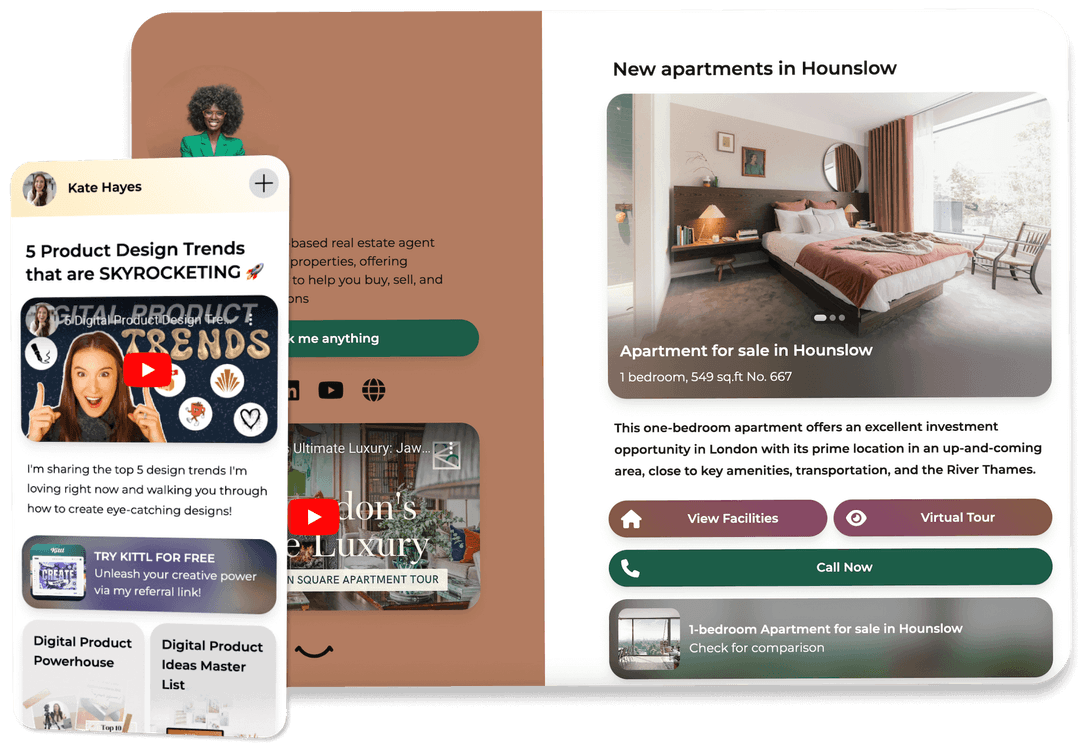 Kate Hayes
5 Product Design Trends
that are SKYROCKETING 🚀
DIGITAL PRODUCT
5 Digital Product Design Tre...
TRENDS
I'm sharing the top 5 design trends I'm
loving right now and walking you through
how to create eye-catching designs!
Kittl
CREATE
TRY KITTL FOR FREE
Unleash your creative power
via my referral link!
Digital Product
Powerhouse
Top 10
Digital Product
Ideas Master
List
-based real estate agent
properties, offering
to help you buy, sell, and
ons
k me anything
s Ultimate Luxury: Jaw...
don's
e Luxury
N SQUARE APARTMENT TOUR
New apartments in Hounslow
Apartment for sale in Hounslow
1 bedroom, 549 sq.ft No. 667
This one-bedroom apartment offers an excellent investment
opportunity in London with its prime location in an up-and-coming
area, close to key amenities, transportation, and the River Thames.
View Facilities
Virtual Tour
Call Now
1-bedroom Apartment for sale in Hounslow
Check for comparison